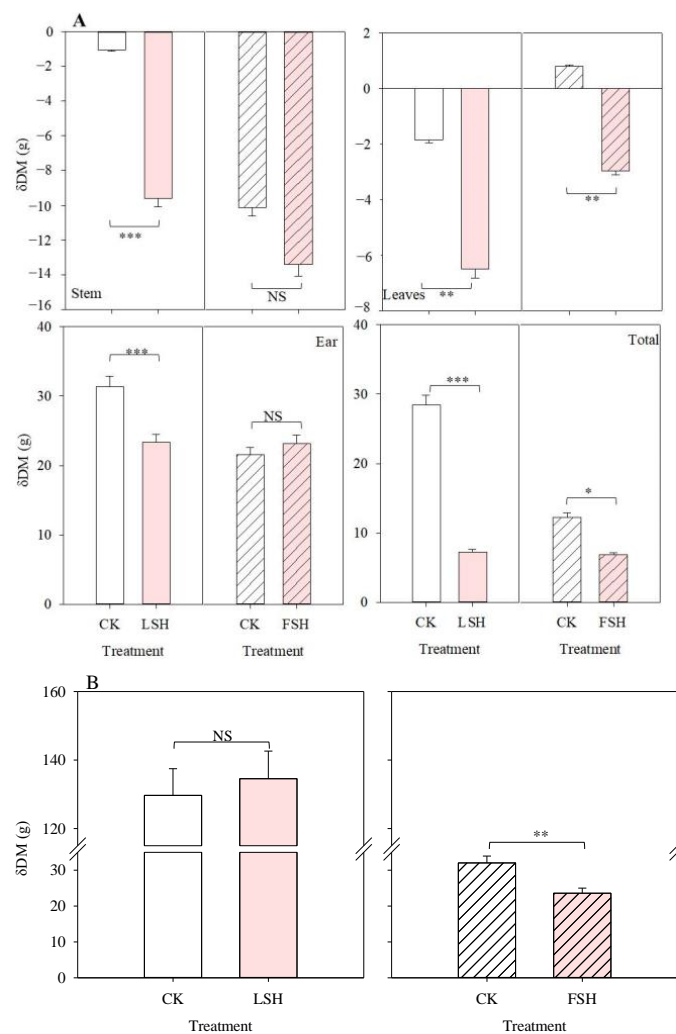 A
δDM (g)
0
−2
−4
−6
−8
−10
−12
−14
−16
***
Stem
NS
2
0
−2
−4
−6
−8
**
Leaves
**
δDM (g)
40
30
20
10
0
***
Ear
NS
CK LSH CK FSH
Treatment Treatment
40
30
20
10
0
***
Total
*
CK LSH CK FSH
Treatment Treatment
B
δDM (g)
160
140
120
30
20
10
0
NS
**
CK LSH CK FSH
Treatment Treatment